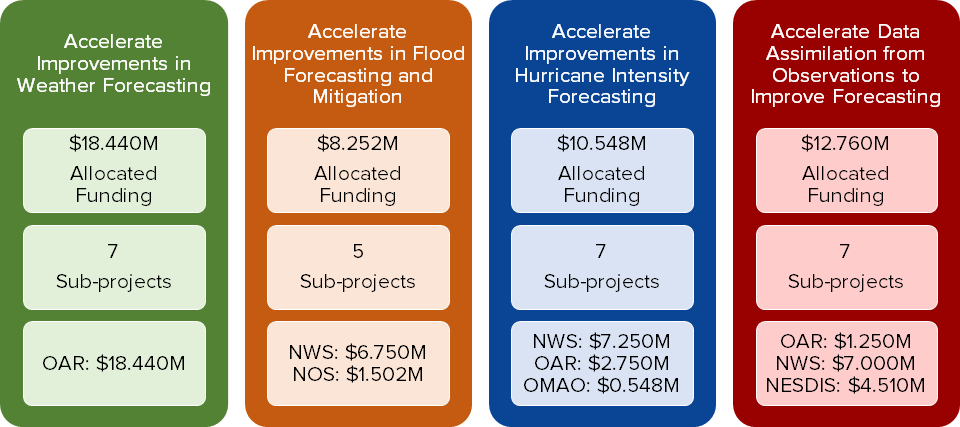 Accelerate
Improvements in
Weather Forecasting
$18.440M
Allocated
Funding
7
Sub-projects
OAR: $18.440M
Accelerate
Improvements in Flood
Forecasting and
Mitigation
$8.252M
Allocated
Funding
5
Sub-projects
NWS: $6.750M
NOS: $1.502M
Accelerate
Improvements in
Hurricane Intensity
Forecasting
$10.548M
Allocated
Funding
7
Sub-projects
NWS: $7.250M
OAR: $2.750M
OMAO: $0.548M
Accelerate Data
Assimilation from
Observations to
Improve Forecasting
$12.760M
Allocated
Funding
7
Sub-projects
OAR: $1.250M
NWS: $7.000M
NESDIS: $4.510M